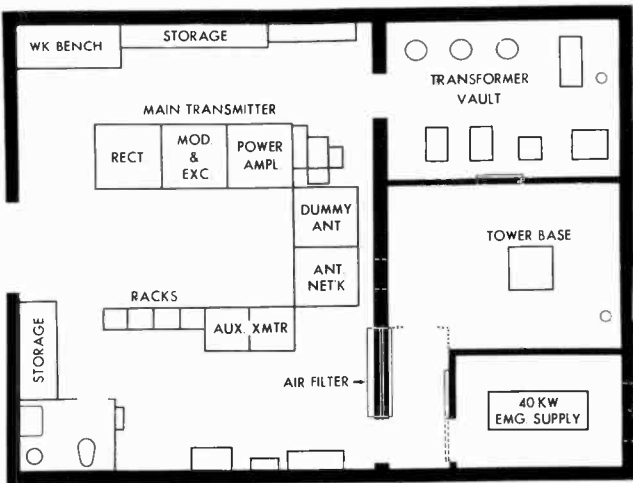 WK BENCH
STORAGE
TRANSFORMER
VAULT
MAIN TRANSMITTER
RECT
MOD.
&
EXC
POWER
AMPL
DUMMY
ANT
ANT.
NET'K
TOWER BASE
RACKS
AUX. XMTR
STORAGE
AIR FILTER
40 KW
EMG. SUPPLY